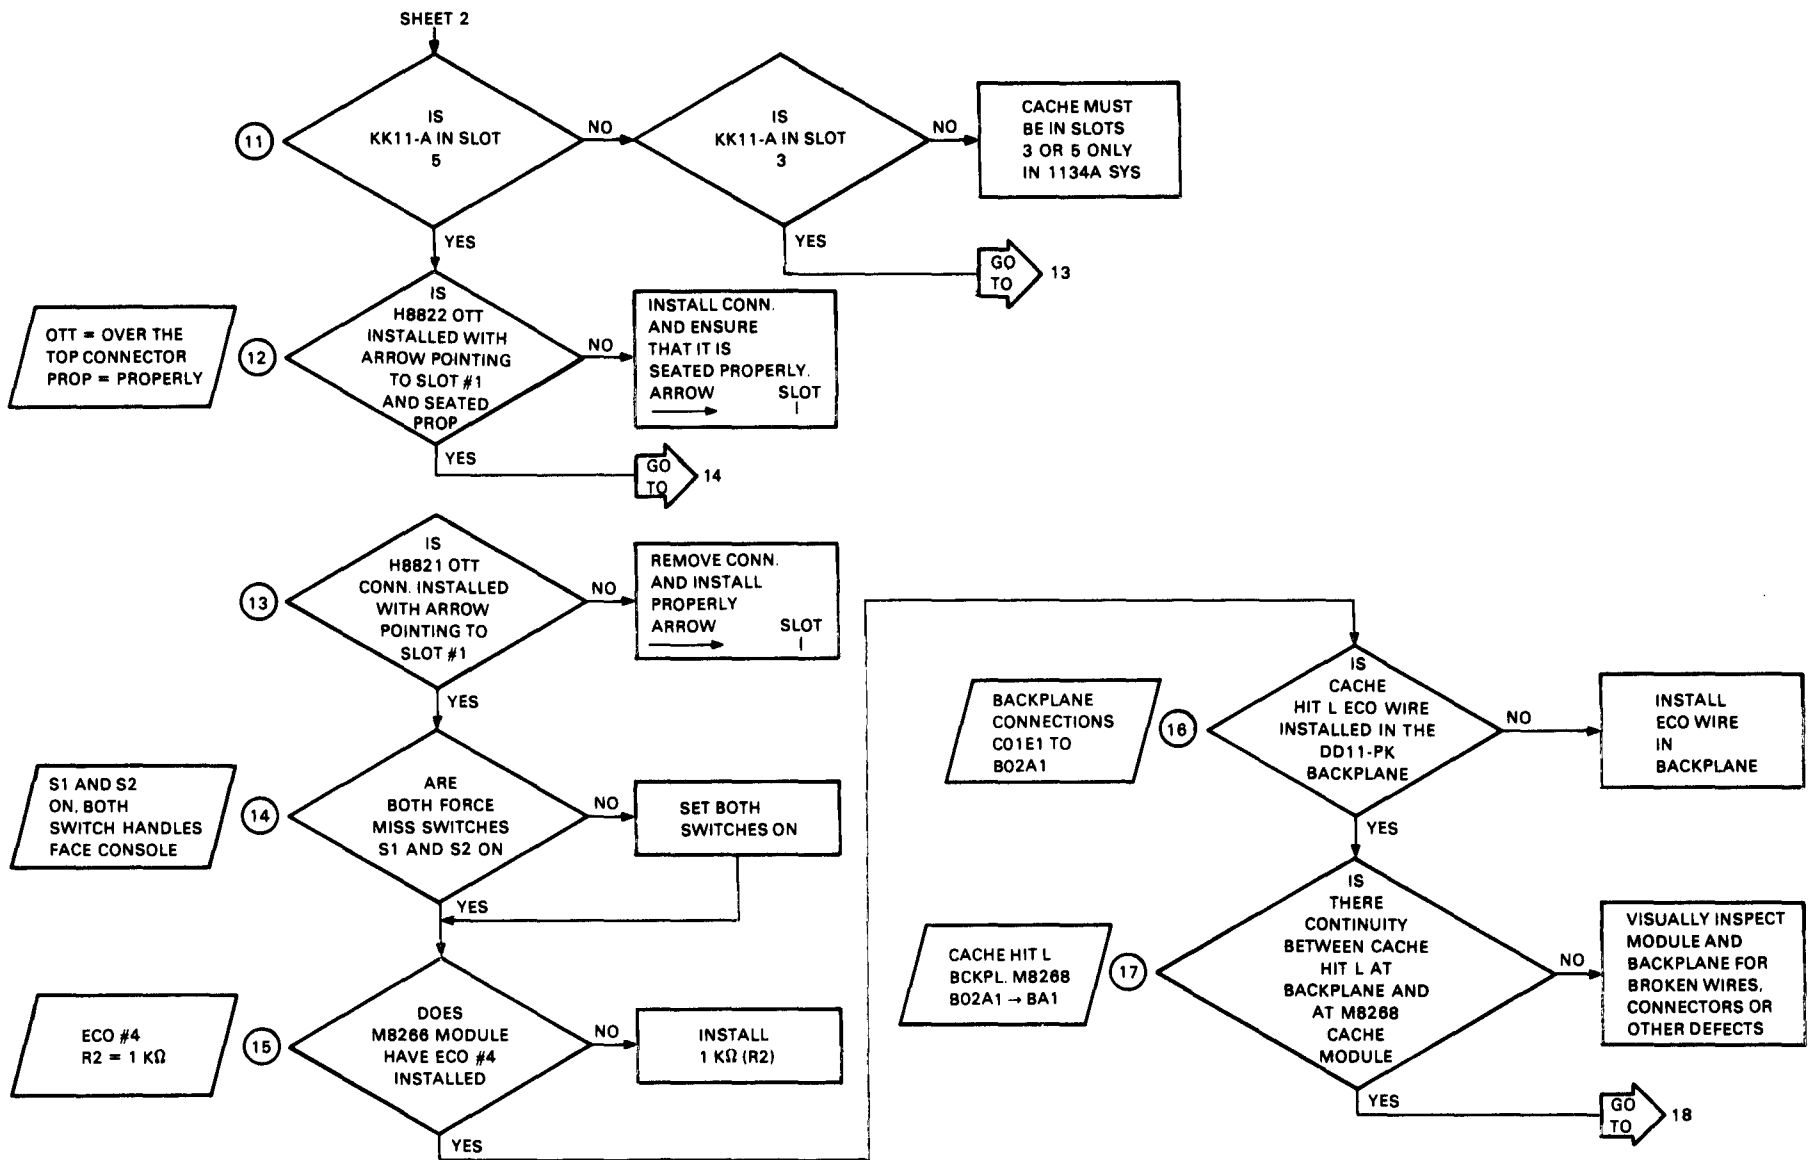 SHEET 2
11
IS
KK11-A IN SLOT
5
NO
YES
IS
KK11-A IN SLOT
3
NO
YES
CACHE MUST
BE IN SLOTS
3 OR 5 ONLY
IN 1134A SYS
GO
TO
13
OTT = OVER THE
TOP CONNECTOR
PROP = PROPERLY
12
IS
H8822 OTT
INSTALLED WITH
ARROW POINTING
TO SLOT #1
AND SEATED
PROP
NO
YES
INSTALL CONN.
AND ENSURE
THAT IT IS
SEATED PROPERLY.
ARROW SLOT
→ 1
GO
TO
14
13
IS
H8821 OTT
CONN. INSTALLED
WITH ARROW
POINTING TO
SLOT #1
NO
YES
REMOVE CONN.
AND INSTALL
PROPERLY
ARROW SLOT
→ 1
S1 AND S2
ON, BOTH
SWITCH HANDLES
FACE CONSOLE
14
ARE
BOTH FORCE
MISS SWITCHES
S1 AND S2 ON
NO
YES
SET BOTH
SWITCHES ON
ECO #4
R2 = 1 KΩ
15
DOES
M8266 MODULE
HAVE ECO #4
INSTALLED
NO
YES
INSTALL
1 KΩ (R2)
BACKPLANE
CONNECTIONS
C01E1 TO
B02A1
16
IS
CACHE
HIT L ECO WIRE
INSTALLED IN THE
DD11-PK
BACKPLANE
NO
YES
INSTALL
ECO WIRE
IN
BACKPLANE
CACHE HIT L
BCKPL. M8268
B02A1 → BA1
17
IS
THERE
CONTINUITY
BETWEEN CACHE
HIT L AT
BACKPLANE AND
AT M8268
CACHE
MODULE
NO
YES
VISUALLY INSPECT
MODULE AND
BACKPLANE FOR
BROKEN WIRES,
CONNECTORS OR
OTHER DEFECTS
GO
TO
18